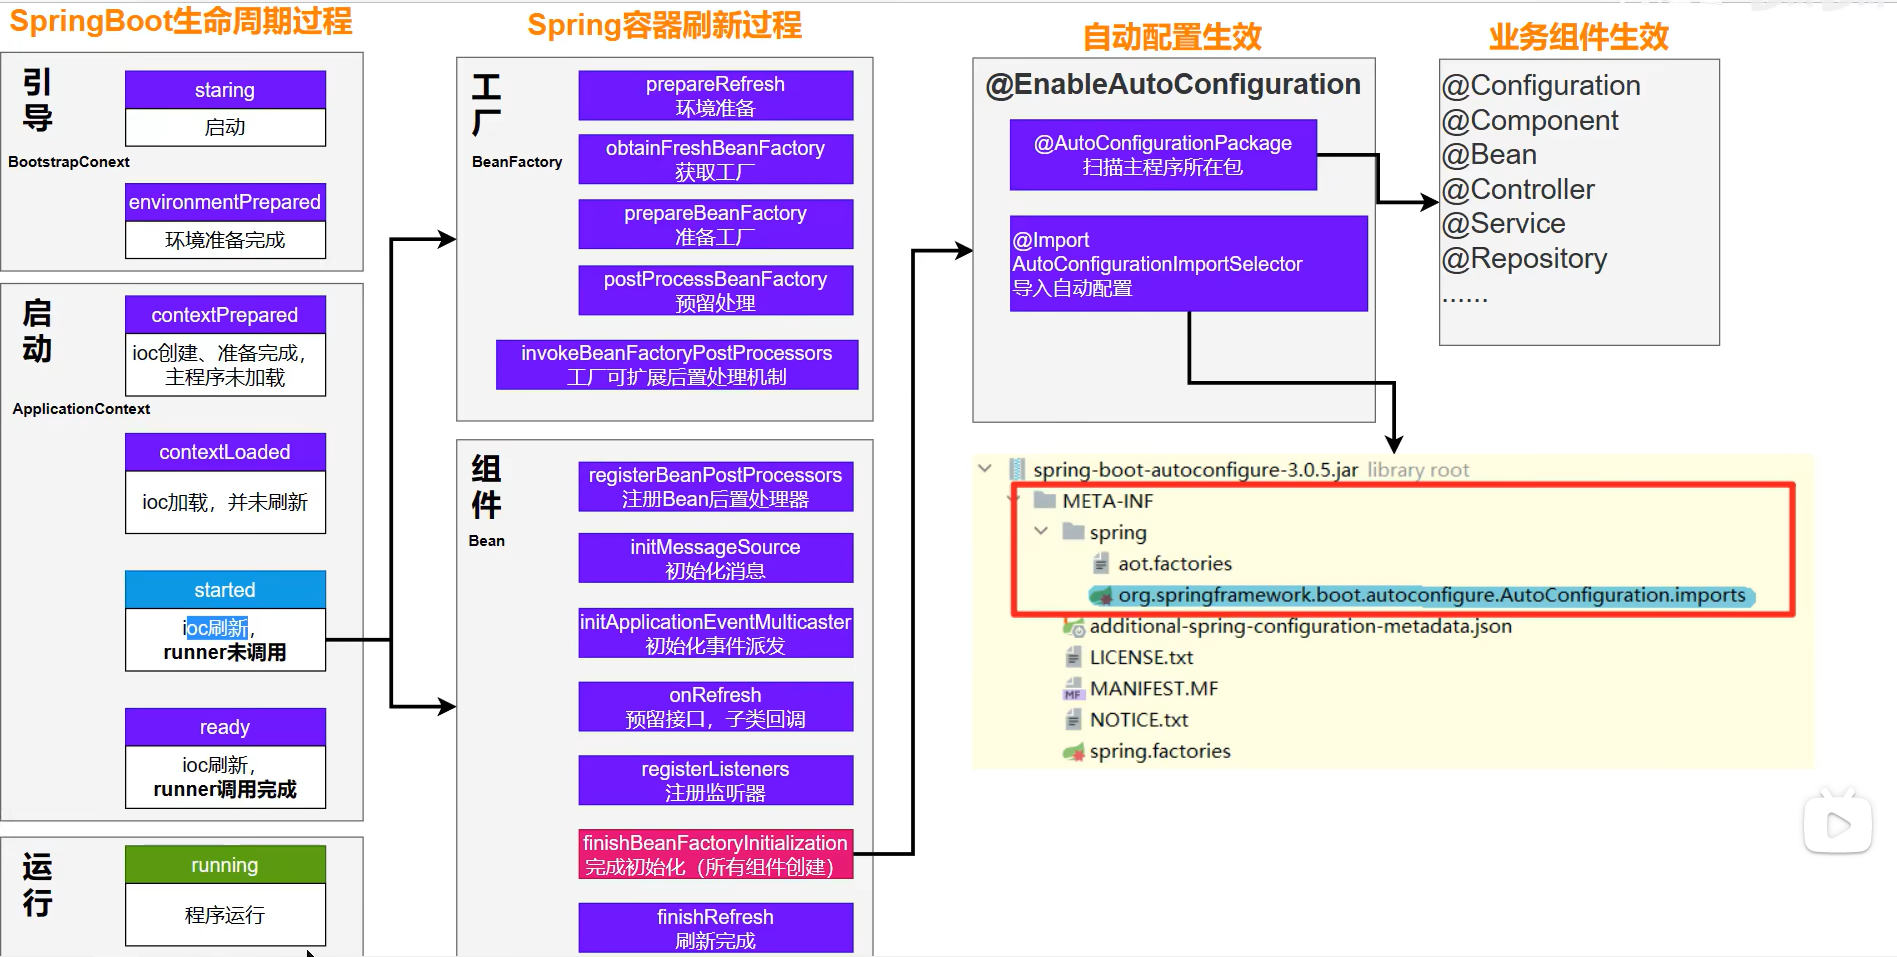 SpringBoot生命周期过程
引
导
BootstrapConext
staring
启动
environmentPrepared
环境准备完成
启
动
ApplicationContext
contextPrepared
ioc创建、准备完成，
主程序未加载
contextLoaded
ioc加载，并未刷新
started
ioc刷新，
runner未调用
ready
ioc刷新，
runner调用完成
运
行
running
程序运行
Spring容器刷新过程
工
厂
BeanFactory
prepareRefresh
环境准备
obtainFreshBeanFactory
获取工厂
prepareBeanFactory
准备工厂
postProcessBeanFactory
预留处理
invokeBeanFactoryPostProcessors
工厂可扩展后置处理机制
组
件
Bean
registerBeanPostProcessors
注册Bean后置处理器
initMessageSource
初始化消息
initApplicationEventMulticaster
初始化事件派发
onRefresh
预留接口，子类回调
registerListeners
注册监听器
finishBeanFactoryInitialization
完成初始化（所有组件创建）
finishRefresh
刷新完成
自动配置生效
@EnableAutoConfiguration
@AutoConfigurationPackage
扫描主程序所在包
@Import
AutoConfigurationImportSelector
导入自动配置
业务组件生效
@Configuration
@Component
@Bean
@Controller
@Service
@Repository
......
spring-boot-autoconfigure-3.0.5.jar library root
META-INF
spring
aot.factories
org.springframework.boot.autoconfigure.AutoConfiguration.imports
additional-spring-configuration-metadata.json
LICENSE.txt
MF MANIFEST.MF
NOTICE.txt
spring.factories